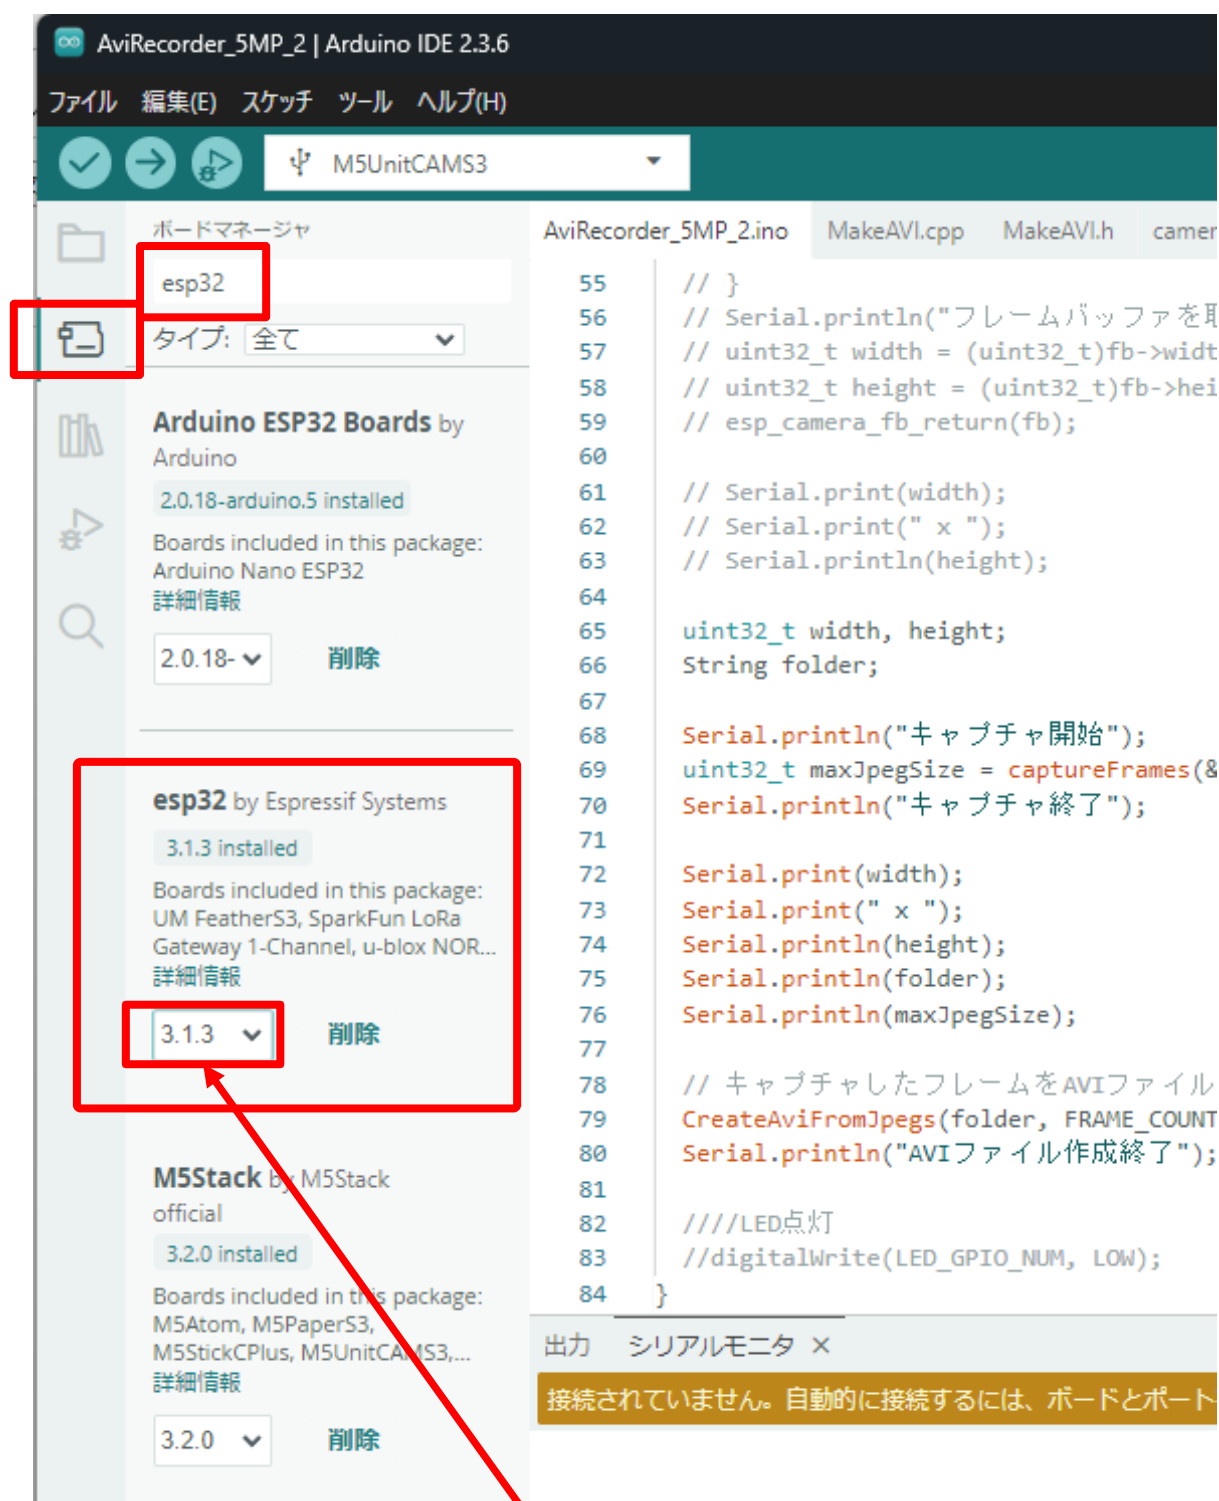 AviRecorder_5MP_2 | Arduino IDE 2.3.6
ファイル 編集(E) スケッチ ツール ヘルプ(H)
M5UnitCAMS3
ボードマネージャ
esp32
タイプ: 全て
Arduino ESP32 Boards by
Arduino
2.0.18-arduino.5 installed
Boards included in this package:
Arduino Nano ESP32
詳細情報
2.0.18- 削除
esp32 by Espressif Systems
3.1.3 installed
Boards included in this package:
UM FeatherS3, SparkFun LoRa
Gateway 1-Channel, u-blox NOR...
詳細情報
3.1.3 削除
M5Stack by M5Stack
official
3.2.0 installed
Boards included in this package:
M5Atom, M5PaperS3,
M5StickCPlus, M5UnitCAMS3,...
詳細情報
3.2.0 削除
AviRecorder_5MP_2.ino MakeAVI.cpp MakeAVI.h camer
55 // }
56 // Serial.println("フレームバッファを取
57 // uint32_t width = (uint32_t)fb->widt
58 // uint32_t height = (uint32_t)fb->hei
59 // esp_camera_fb_return(fb);
60
61 // Serial.print(width);
62 // Serial.print(" x ");
63 // Serial.println(height);
64
65 uint32_t width, height;
66 String folder;
67
68 Serial.println("キャプチャ開始");
69 uint32_t maxJpegSize = captureFrames(&
70 Serial.println("キャプチャ終了");
71
72 Serial.print(width);
73 Serial.print(" x ");
74 Serial.println(height);
75 Serial.println(folder);
76 Serial.println(maxJpegSize);
77
78 // キャプチャしたフレームをAVIファイル
79 CreateAviFromJpegs(folder, FRAME_COUNT
80 Serial.println("AVIファイル作成終了");
81
82 ////LED点灯
83 //digitalWrite(LED_GPIO_NUM, LOW);
84 }
出力 シリアルモニタ ×
接続されていません。自動的に接続するには、ボードとポート